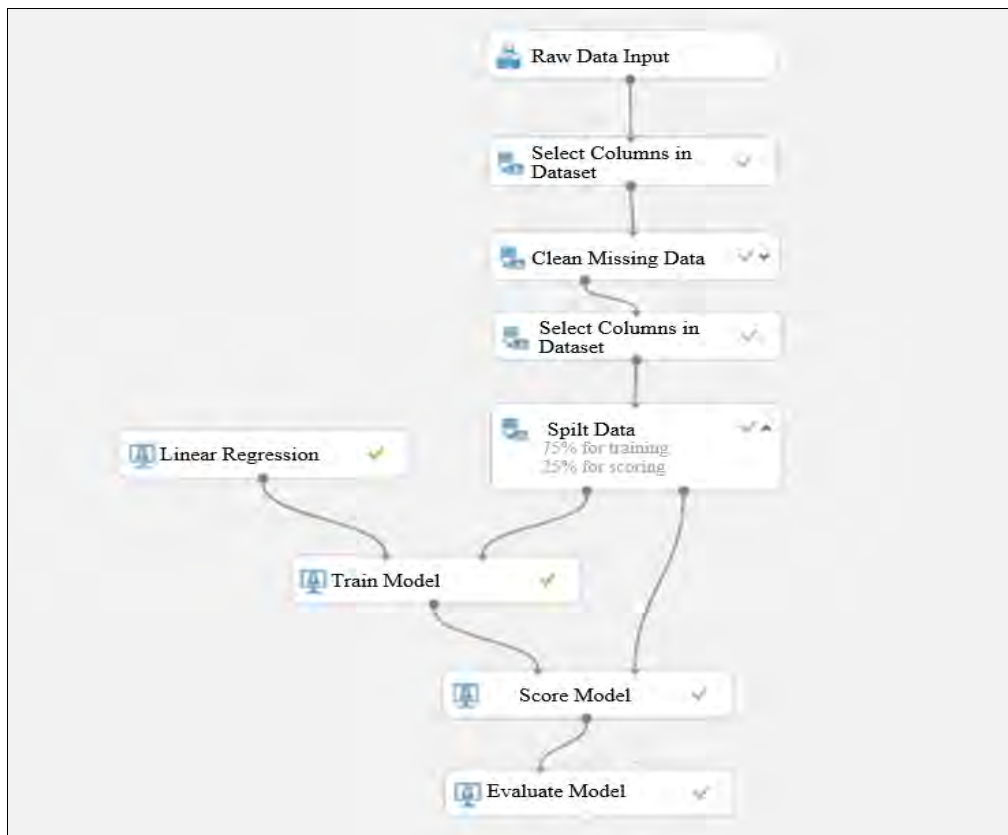 Raw Data Input
Select Columns in
Dataset
Clean Missing Data
Select Columns in
Dataset
Spilt Data
75% for training
25% for scoring
Linear Regression
Train Model
Score Model
Evaluate Model